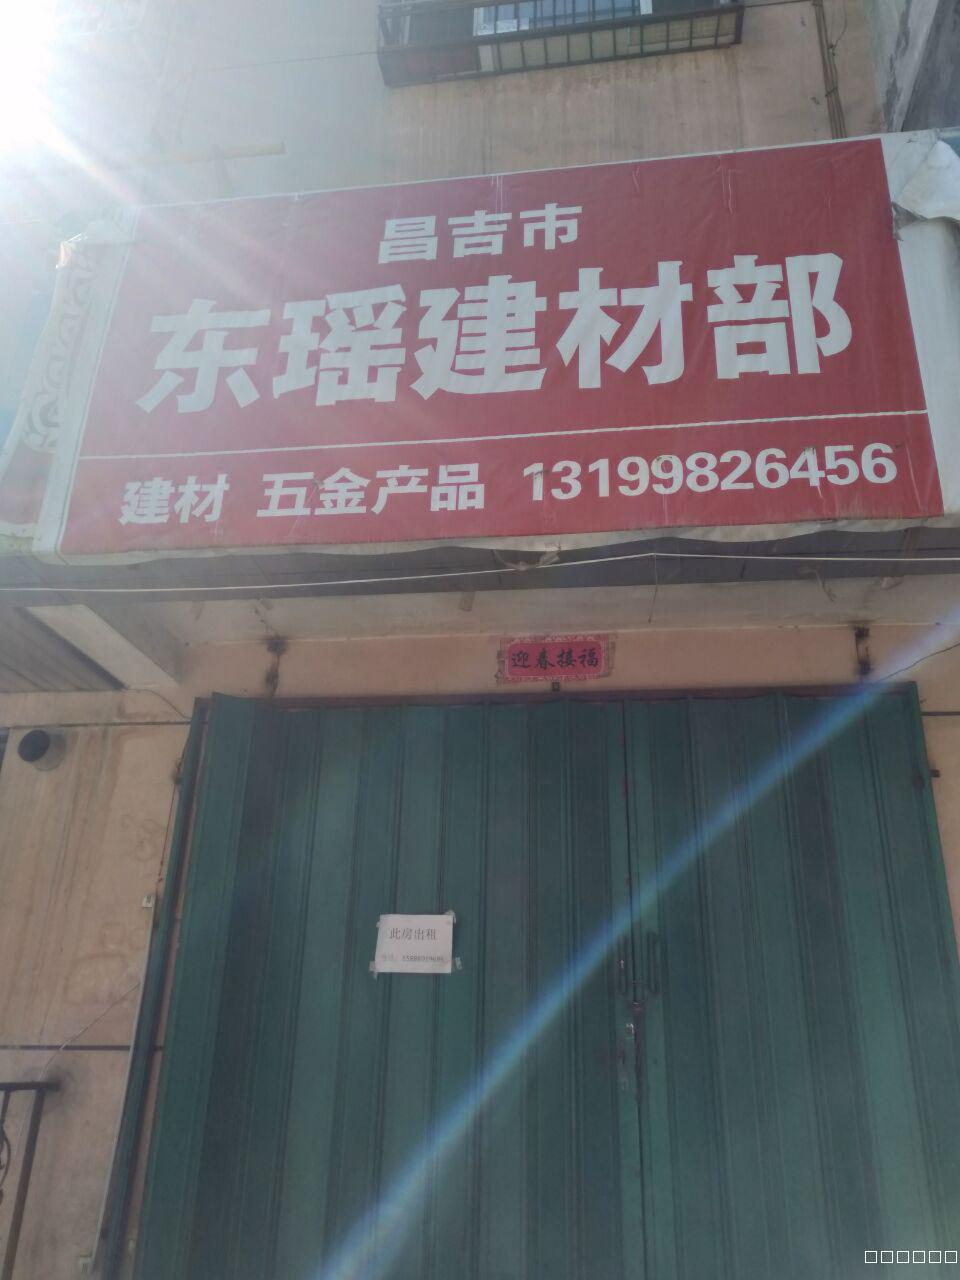 昌吉市
东瑶建材部
建材 五金产品 13199826456
迎春接福
此房出租